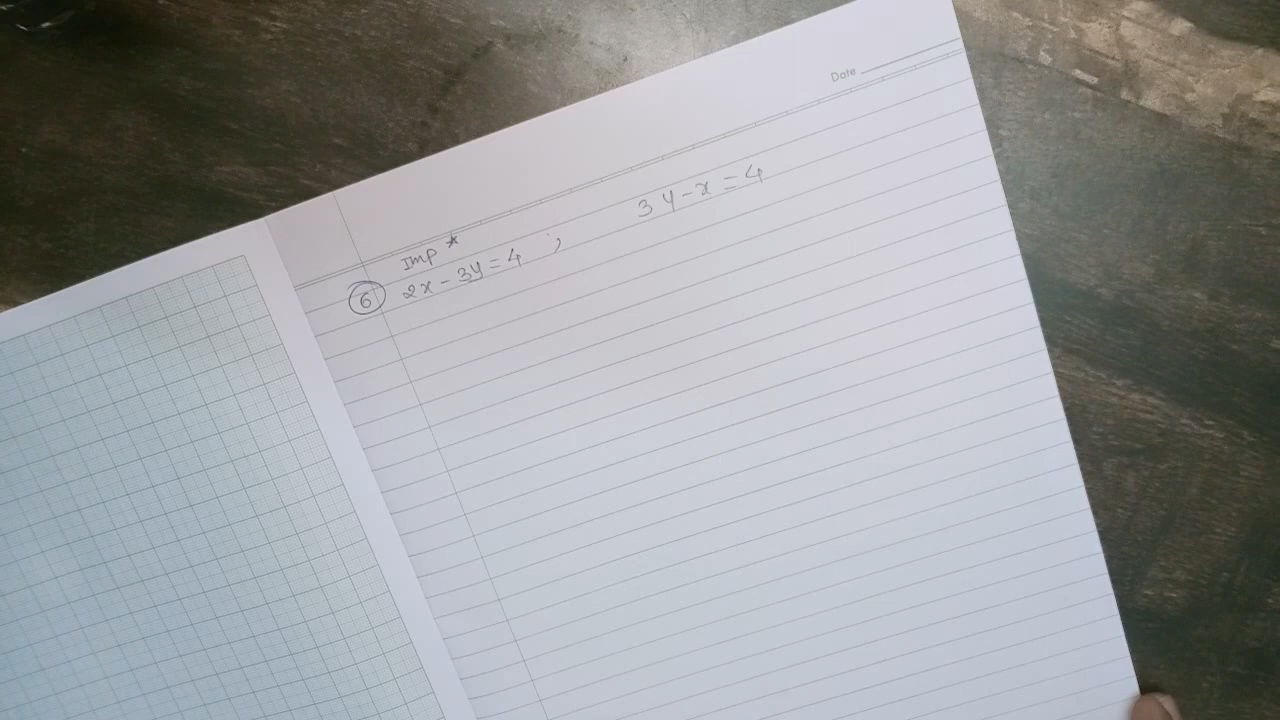 Date
Imp *
6 2x - 3y = 4 ; 3y - x = 4